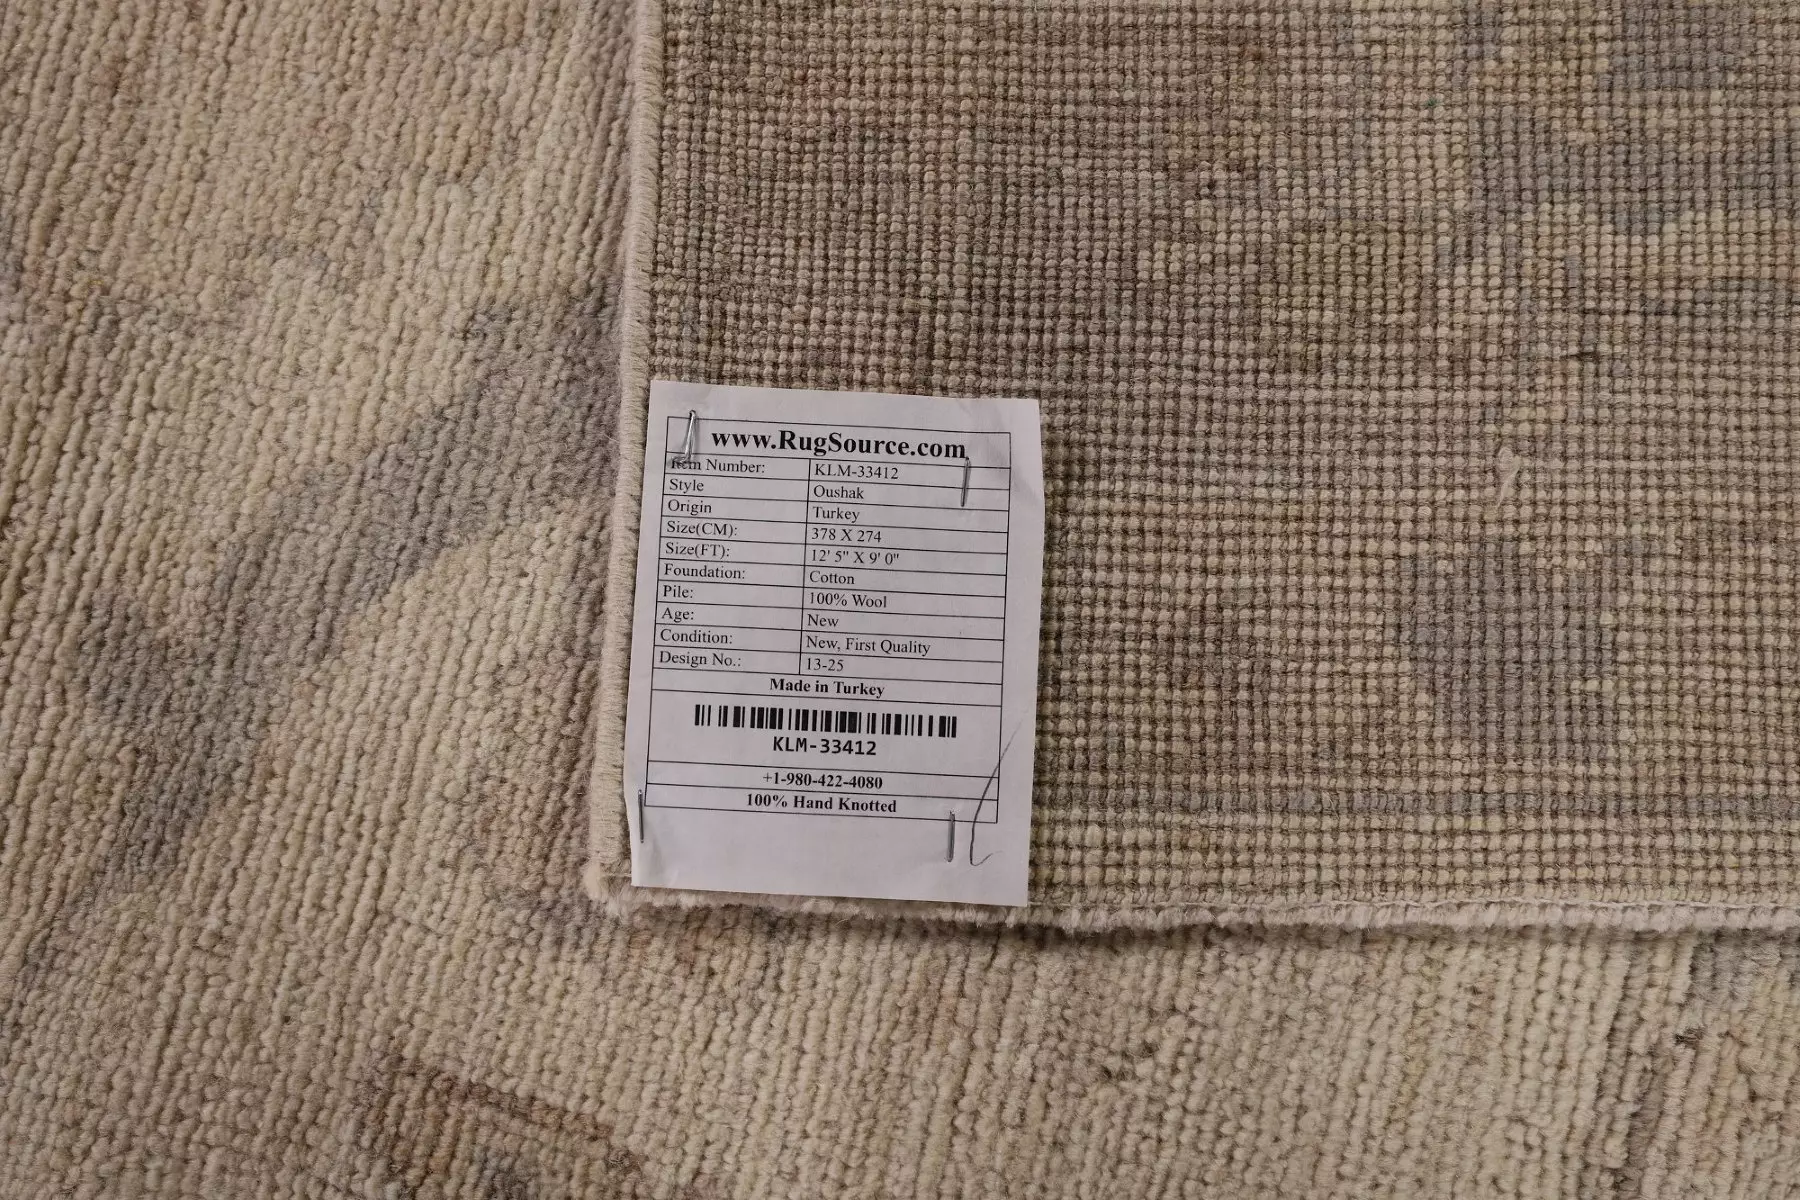 www.RugSource.com
Item Number: KLM-33412
Style Oushak
Origin Turkey
Size(CM): 378 X 274
Size(FT): 12' 5" X 9' 0"
Foundation: Cotton
Pile: 100% Wool
Age: New
Condition: New, First Quality
Design No.: 13-25
Made in Turkey
KLM-33412
+1-980-422-4080
100% Hand Knotted